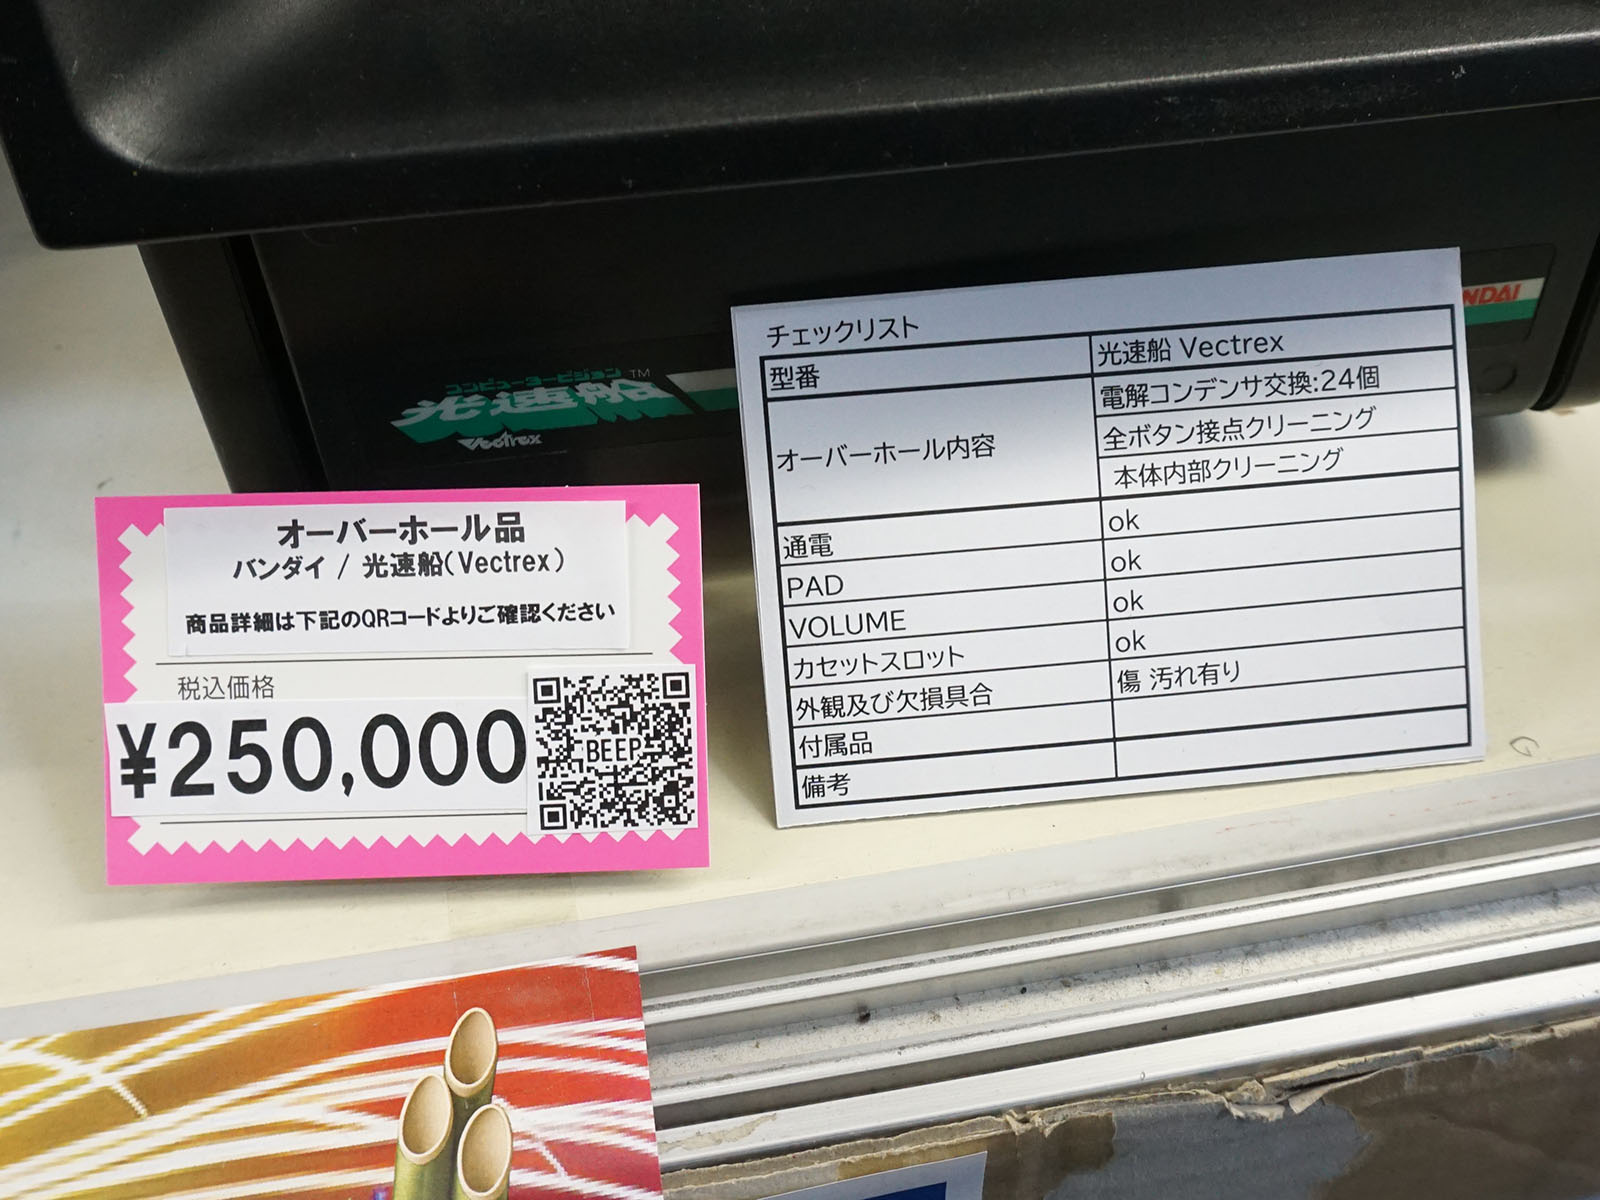 コンピュータービジョン TM
光速船
Vectrex
NDAI
オーバーホール品
バンダイ / 光速船(Vectrex)
商品詳細は下記のQRコードよりご確認ください
税込価格
¥250,000
BEEP
チェックリスト
型番 光速船 Vectrex
オーバーホール内容 電解コンデンサ交換:24個
全ボタン接点クリーニング
本体内部クリーニング
通電 ok
PAD ok
VOLUME ok
カセットスロット ok
外観及び欠損具合 傷 汚れ有り
付属品
備考